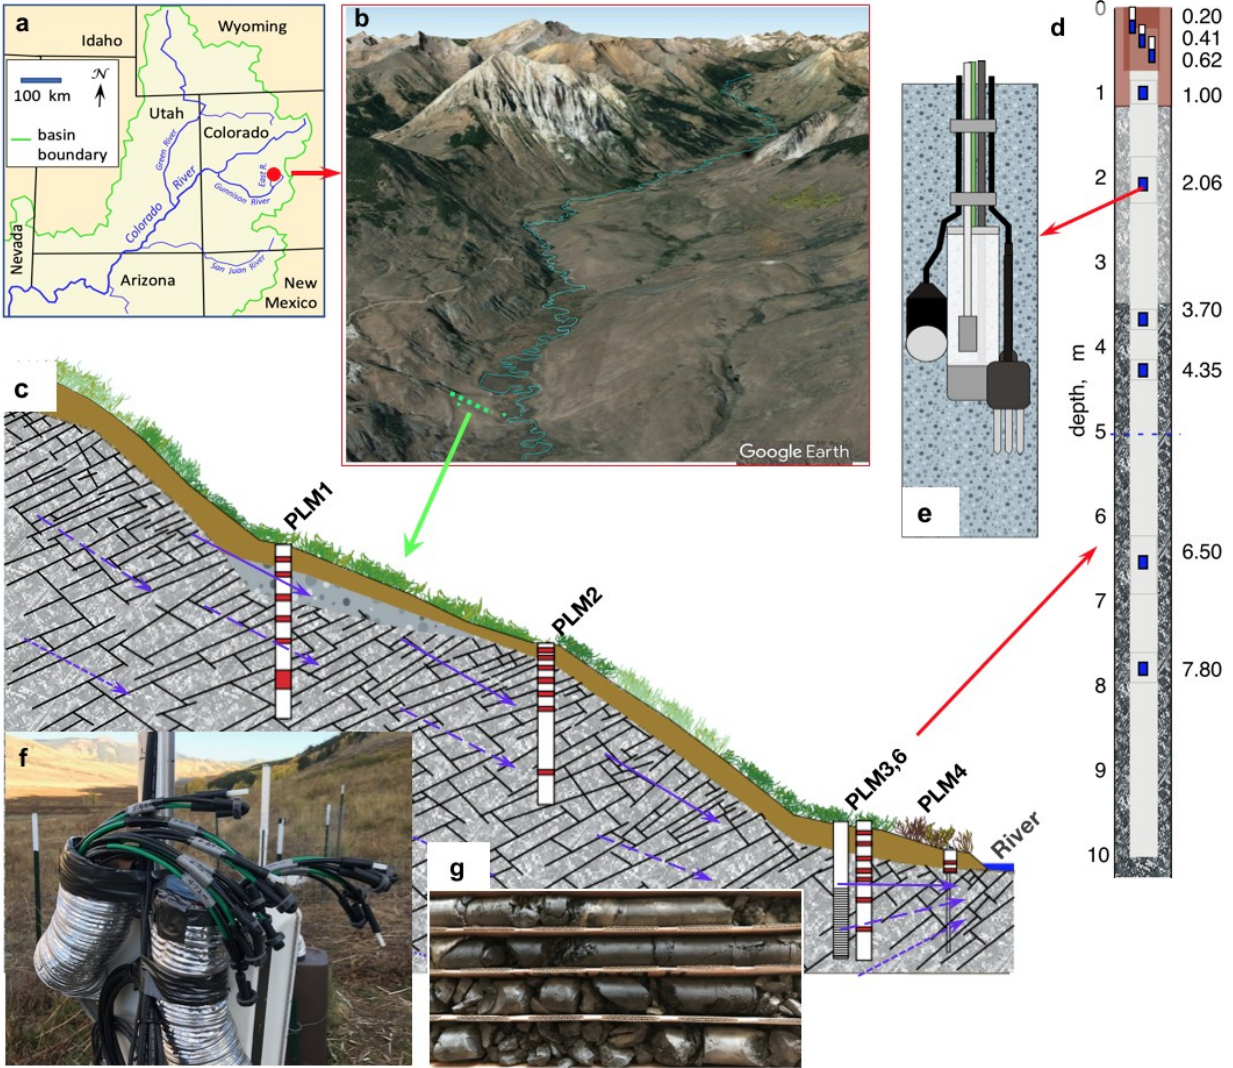 a
Wyoming
Idaho
N
100 km
Utah
Colorado
basin
boundary
Green River
East R.
Gunnison River
Colorado River
Nevada
San Juan River
Arizona
New
Mexico
b
Google Earth
c
PLM1
PLM2
PLM3,6
PLM4
River
d
0
1
2
3
4
5
6
7
8
9
10
depth, m
0.20
0.41
0.62
1.00
2.06
3.70
4.35
6.50
7.80
e
f
g